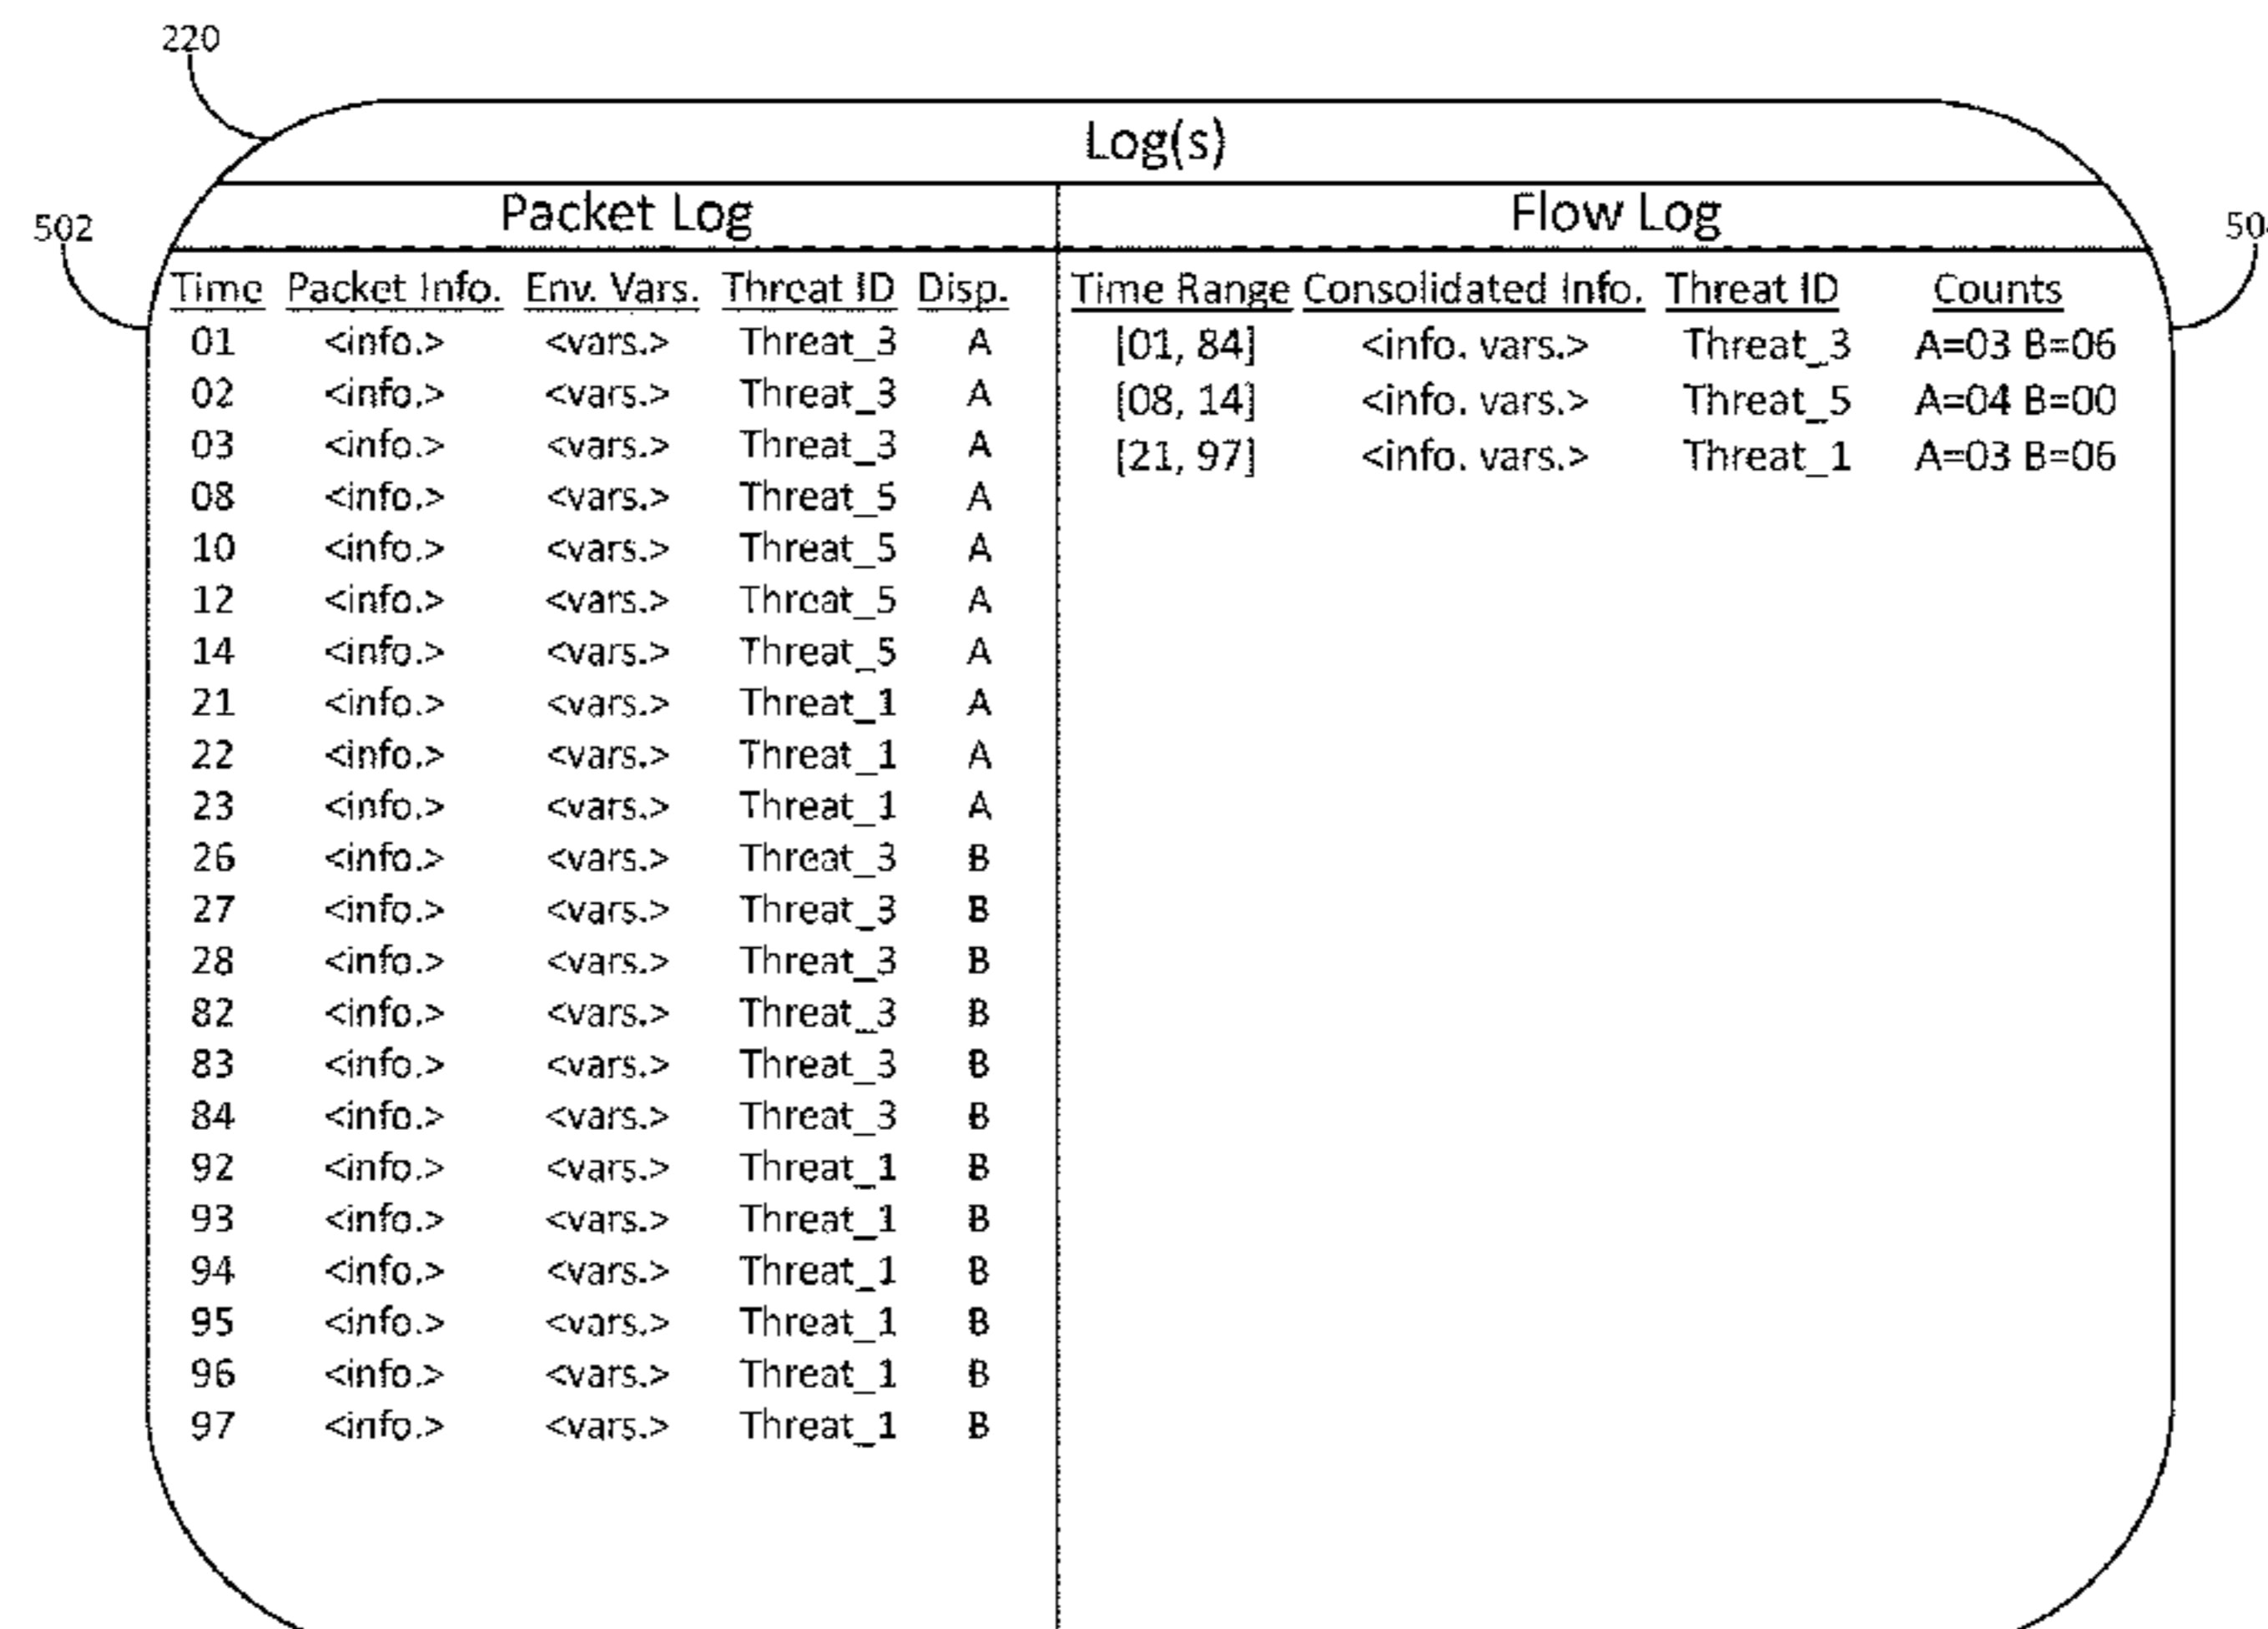 220
Log(s)
Packet Log Flow Log
502
Time Packet Info. Env. Vars. Threat ID Disp. Time Range Consolidated Info. Threat ID Counts
01 <info.> <vars.> Threat_3 A [01, 84] <info. vars.> Threat_3 A=03 B=06
02 <info.> <vars.> Threat_3 A [08, 14] <info. vars.> Threat_5 A=04 B=00
03 <info.> <vars.> Threat_3 A [21, 97] <info. vars.> Threat_1 A=03 B=06
08 <info.> <vars.> Threat_5 A
10 <info.> <vars.> Threat_5 A
12 <info.> <vars.> Threat_5 A
14 <info.> <vars.> Threat_5 A
21 <info.> <vars.> Threat_1 A
22 <info.> <vars.> Threat_1 A
23 <info.> <vars.> Threat_1 A
26 <info.> <vars.> Threat_3 B
27 <info.> <vars.> Threat_3 B
28 <info.> <vars.> Threat_3 B
82 <info.> <vars.> Threat_3 B
83 <info.> <vars.> Threat_3 B
84 <info.> <vars.> Threat_3 B
92 <info.> <vars.> Threat_1 B
93 <info.> <vars.> Threat_1 B
94 <info.> <vars.> Threat_1 B
95 <info.> <vars.> Threat_1 B
96 <info.> <vars.> Threat_1 B
97 <info.> <vars.> Threat_1 B